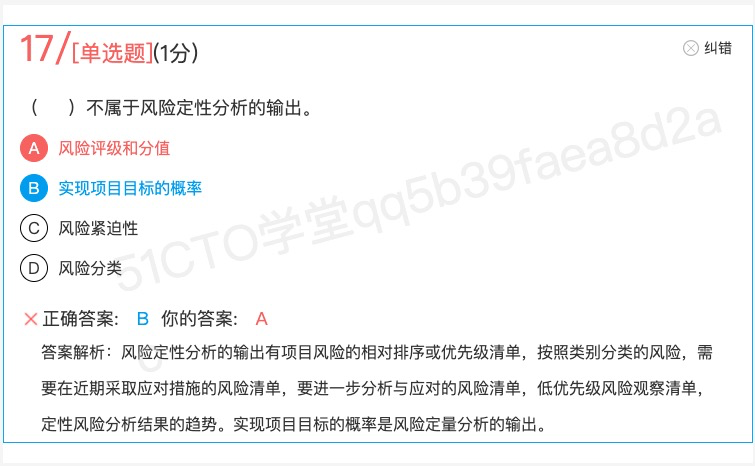 17/[单选题](1分)
纠错
（ ）不属于风险定性分析的输出。
A 风险评级和分值
B 实现项目目标的概率
C 风险紧迫性
D 风险分类
正确答案: B 你的答案: A
答案解析：风险定性分析的输出有项目风险的相对排序或优先级清单，按照类别分类的风险，需
要在近期采取应对措施的风险清单，要进一步分析与应对的风险清单，低优先级风险观察清单，
定性风险分析结果的趋势。实现项目目标的概率是风险定量分析的输出。
51CTO学堂qq5b39faea8d2a